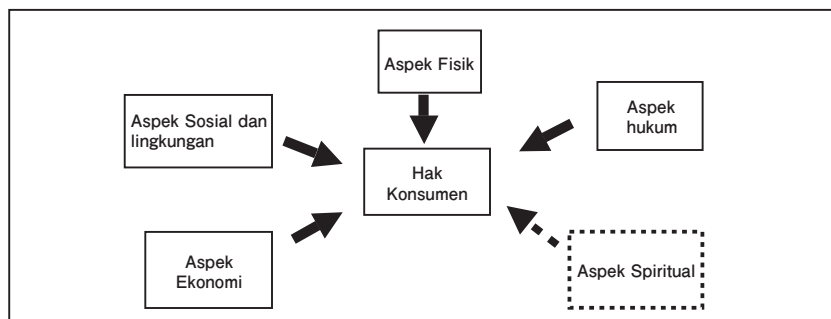 Aspek Fisik
Aspek Sosial dan
lingkungan
Aspek
hukum
Hak
Konsumen
Aspek
Ekonomi
Aspek Spiritual